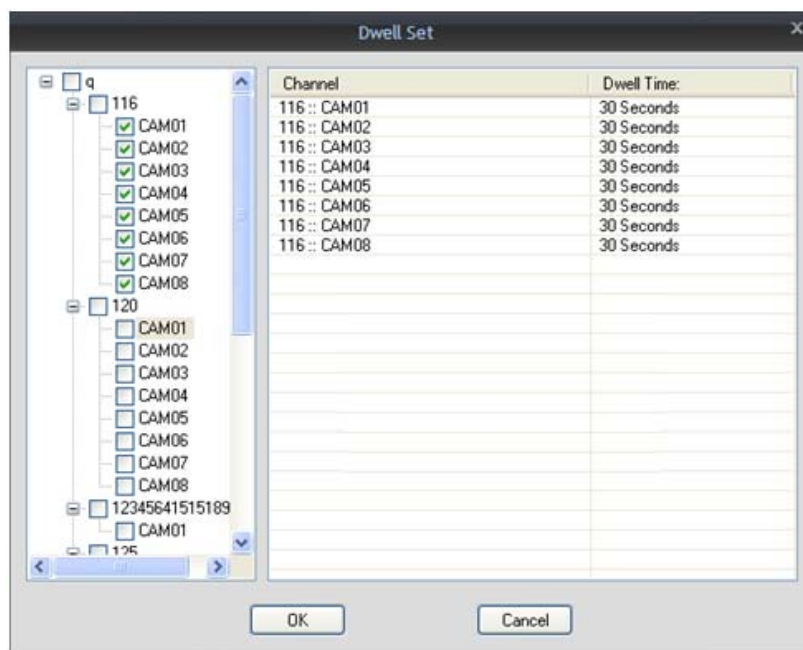 Dwell Set
x
q
116
CAM01
CAM02
CAM03
CAM04
CAM05
CAM06
CAM07
CAM08
120
CAM01
CAM02
CAM03
CAM04
CAM05
CAM06
CAM07
CAM08
12345641515189
CAM01
125
Channel Dwell Time:
116 :: CAM01 30 Seconds
116 :: CAM02 30 Seconds
116 :: CAM03 30 Seconds
116 :: CAM04 30 Seconds
116 :: CAM05 30 Seconds
116 :: CAM06 30 Seconds
116 :: CAM07 30 Seconds
116 :: CAM08 30 Seconds
OK Cancel